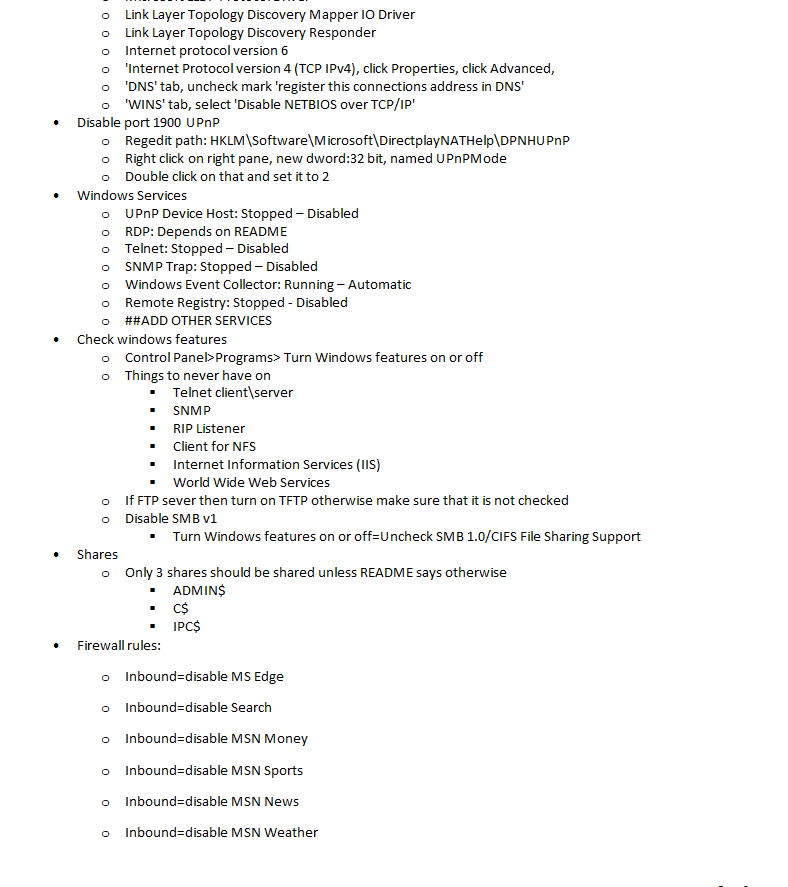 o Link Layer Topology Discovery Mapper IO Driver
o Link Layer Topology Discovery Responder
o Internet protocol version 6
o 'Internet Protocol version 4 (TCP IPv4), click Properties, click Advanced,
o 'DNS' tab, uncheck mark 'register this connections address in DNS'
o 'WINS' tab, select 'Disable NETBIOS over TCP/IP'
• Disable port 1900 UPnP
o Regedit path: HKLM\Software\Microsoft\DirectplayNATHelp\DPNHUPnP
o Right click on right pane, new dword:32 bit, named UPnPMode
o Double click on that and set it to 2
• Windows Services
o UPnP Device Host: Stopped – Disabled
o RDP: Depends on README
o Telnet: Stopped – Disabled
o SNMP Trap: Stopped – Disabled
o Windows Event Collector: Running – Automatic
o Remote Registry: Stopped - Disabled
o ##ADD OTHER SERVICES
• Check windows features
o Control Panel>Programs> Turn Windows features on or off
o Things to never have on
▪ Telnet client\server
▪ SNMP
▪ RIP Listener
▪ Client for NFS
▪ Internet Information Services (IIS)
▪ World Wide Web Services
o If FTP sever then turn on TFTP otherwise make sure that it is not checked
o Disable SMB v1
▪ Turn Windows features on or off=Uncheck SMB 1.0/CIFS File Sharing Support
• Shares
o Only 3 shares should be shared unless README says otherwise
▪ ADMIN$
▪ C$
▪ IPC$
• Firewall rules:
o Inbound=disable MS Edge
o Inbound=disable Search
o Inbound=disable MSN Money
o Inbound=disable MSN Sports
o Inbound=disable MSN News
o Inbound=disable MSN Weather